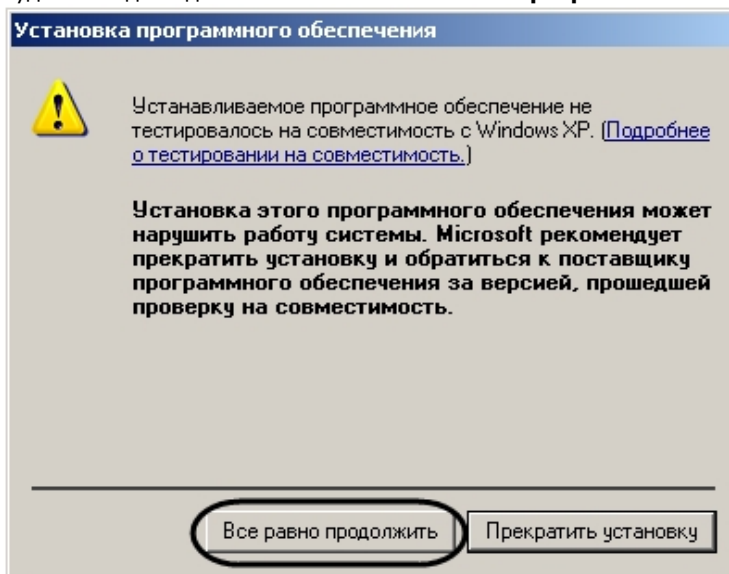 Установка программного обеспечения
Устанавливаемое программное обеспечение не
тестировалось на совместимость с Windows XP. (Подробнее
о тестировании на совместимость.)
Установка этого программного обеспечения может
нарушить работу системы. Microsoft рекомендует
прекратить установку и обратиться к поставщику
программного обеспечения за версией, прошедшей
проверку на совместимость.
Все равно продолжить Прекратить установку